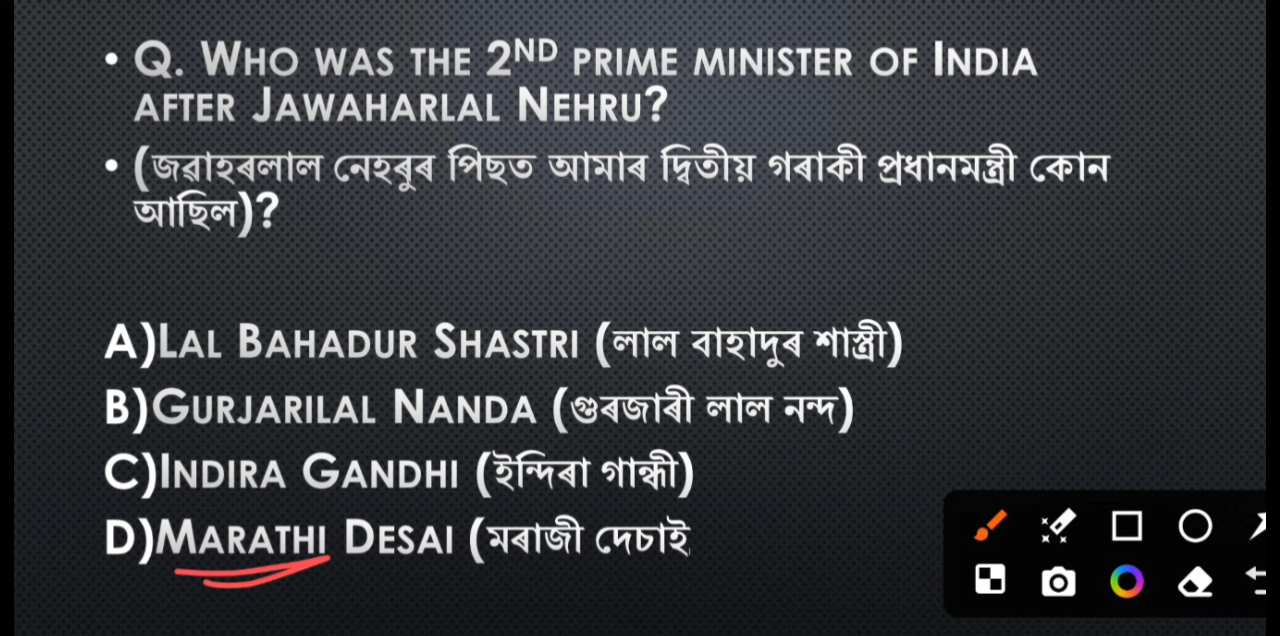 • Q. WHO WAS THE 2ND PRIME MINISTER OF INDIA
AFTER JAWAHARLAL NEHRU?
• (জৱাহৰলাল নেহৰুৰ পিছত আমাৰ দ্বিতীয় গৰাকী প্ৰধানমন্ত্ৰী কোন
আছিল)?
A)LAL BAHADUR SHASTRI (লাল বাহাদুৰ শাস্ত্ৰী)
B)GURJARILAL NANDA (গুৰজাৰী লাল নন্দ)
C)INDIRA GANDHI (ইন্দিৰা গান্ধী)
D)MARATHI DESAI (মৰাজী দেচাই